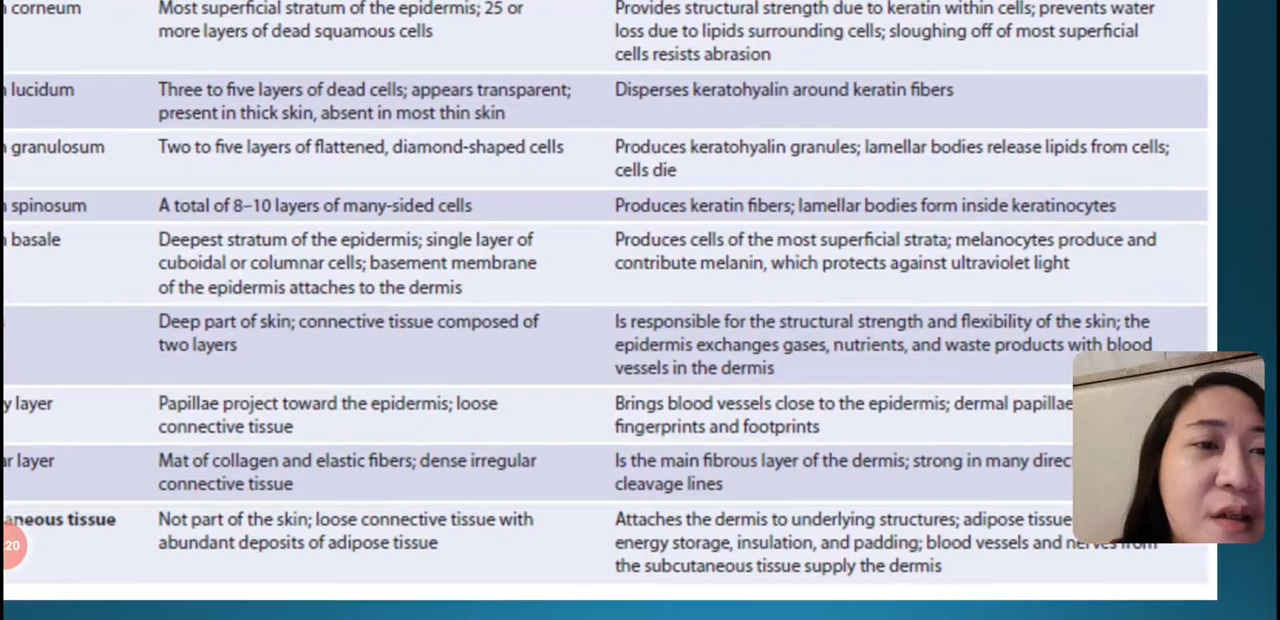 corneum
Most superficial stratum of the epidermis; 25 or
more layers of dead squamous cells
Provides structural strength due to keratin within cells; prevents water
loss due to lipids surrounding cells; sloughing off of most superficial
cells resists abrasion
lucidum
Three to five layers of dead cells; appears transparent;
present in thick skin, absent in most thin skin
Disperses keratohyalin around keratin fibers
granulosum
Two to five layers of flattened, diamond-shaped cells
Produces keratohyalin granules; lamellar bodies release lipids from cells;
cells die
spinosum
A total of 8–10 layers of many-sided cells
Produces keratin fibers; lamellar bodies form inside keratinocytes
basale
Deepest stratum of the epidermis; single layer of
cuboidal or columnar cells; basement membrane
of the epidermis attaches to the dermis
Produces cells of the most superficial strata; melanocytes produce and
contribute melanin, which protects against ultraviolet light
Deep part of skin; connective tissue composed of
two layers
Is responsible for the structural strength and flexibility of the skin; the
epidermis exchanges gases, nutrients, and waste products with blood
vessels in the dermis
y layer
Papillae project toward the epidermis; loose
connective tissue
Brings blood vessels close to the epidermis; dermal papillae
fingerprints and footprints
ar layer
Mat of collagen and elastic fibers; dense irregular
connective tissue
Is the main fibrous layer of the dermis; strong in many direc
cleavage lines
aneous tissue
:20
Not part of the skin; loose connective tissue with
abundant deposits of adipose tissue
Attaches the dermis to underlying structures; adipose tissue
energy storage, insulation, and padding; blood vessels and nerves from
the subcutaneous tissue supply the dermis